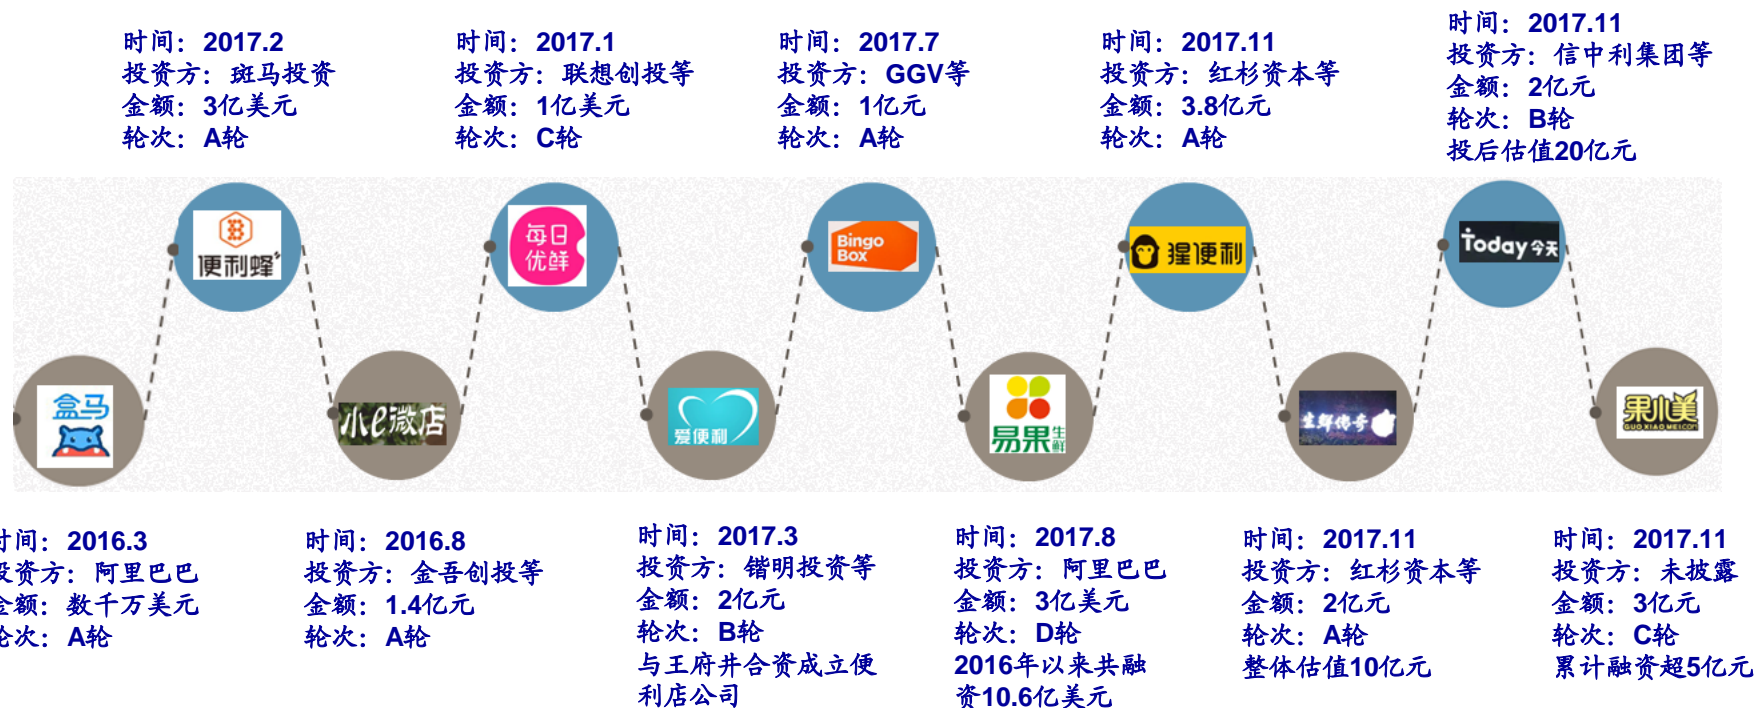 时间：2017.2
投资方：斑马投资
金额：3亿美元
轮次：A轮
时间：2017.1
投资方：联想创投等
金额：1亿美元
轮次：C轮
时间：2017.7
投资方：GGV等
金额：1亿元
轮次：A轮
时间：2017.11
投资方：红杉资本等
金额：3.8亿元
轮次：A轮
时间：2017.11
投资方：信中利集团等
金额：2亿元
轮次：B轮
投后估值20亿元
便利蜂
每日
优鲜
Bingo
Box
猩便利
Today今天
盒马
小e微店
爱便利
易果生鲜
生鲜传奇
果小美
GUOXIAOMEI.COM
时间：2016.3
投资方：阿里巴巴
金额：数千万美元
轮次：A轮
时间：2016.8
投资方：金吾创投等
金额：1.4亿元
轮次：A轮
时间：2017.3
投资方：锴明投资等
金额：2亿元
轮次：B轮
与王府井合资成立便
利店公司
时间：2017.8
投资方：阿里巴巴
金额：3亿美元
轮次：D轮
2016年以来共融
资10.6亿美元
时间：2017.11
投资方：红杉资本等
金额：2亿元
轮次：A轮
整体估值10亿元
时间：2017.11
投资方：未披露
金额：3亿元
轮次：C轮
累计融资超5亿元